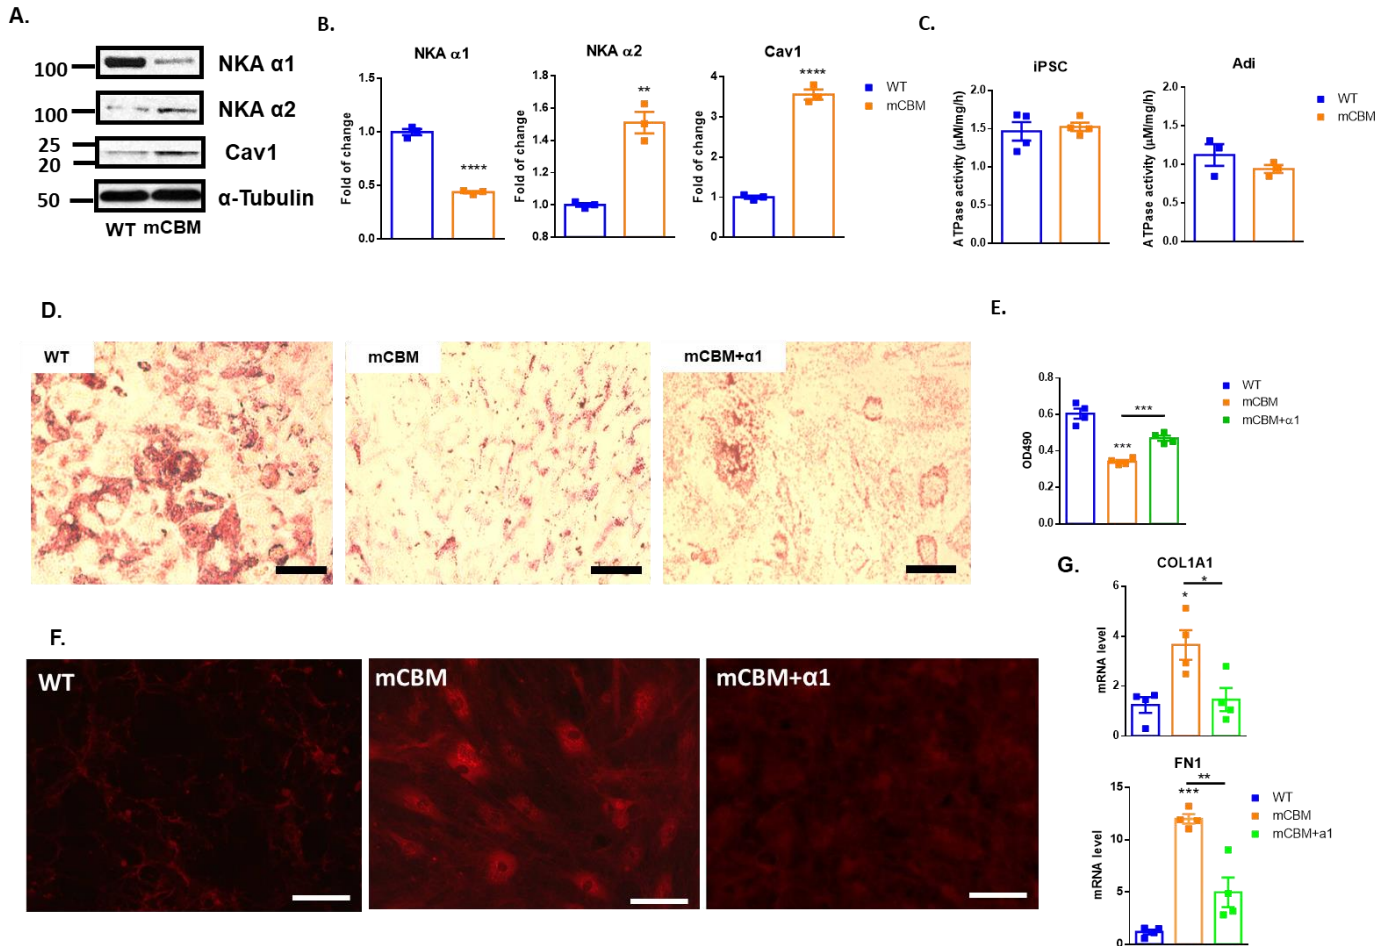 A.
100
NKA α1
100
NKA α2
25
20
Cav1
50
α-Tubulin
WT mCBM
B.
NKA α1
Fold of change
1.5
1.0
0.5
0.0
****
NKA α2
Fold of change
1.8
1.6
1.4
1.2
1.0
0.8
**
Cav1
Fold of change
4
3
2
1
0
****
WT
mCBM
C.
iPSC
ATPase activity (µM/mg/h)
2.0
1.5
1.0
0.5
0.0
Adi
ATPase activity (µM/mg/h)
2.0
1.5
1.0
0.5
0.0
WT
mCBM
D.
WT
mCBM
mCBM+α1
E.
OD490
0.8
0.6
0.4
0.2
0.0
***
***
WT
mCBM
mCBM+α1
F.
WT
mCBM
mCBM+α1
G.
COL1A1
mRNA level
6
4
2
0
*
*
FN1
mRNA level
15
10
5
0
**
***
WT
mCBM
mCBM+a1